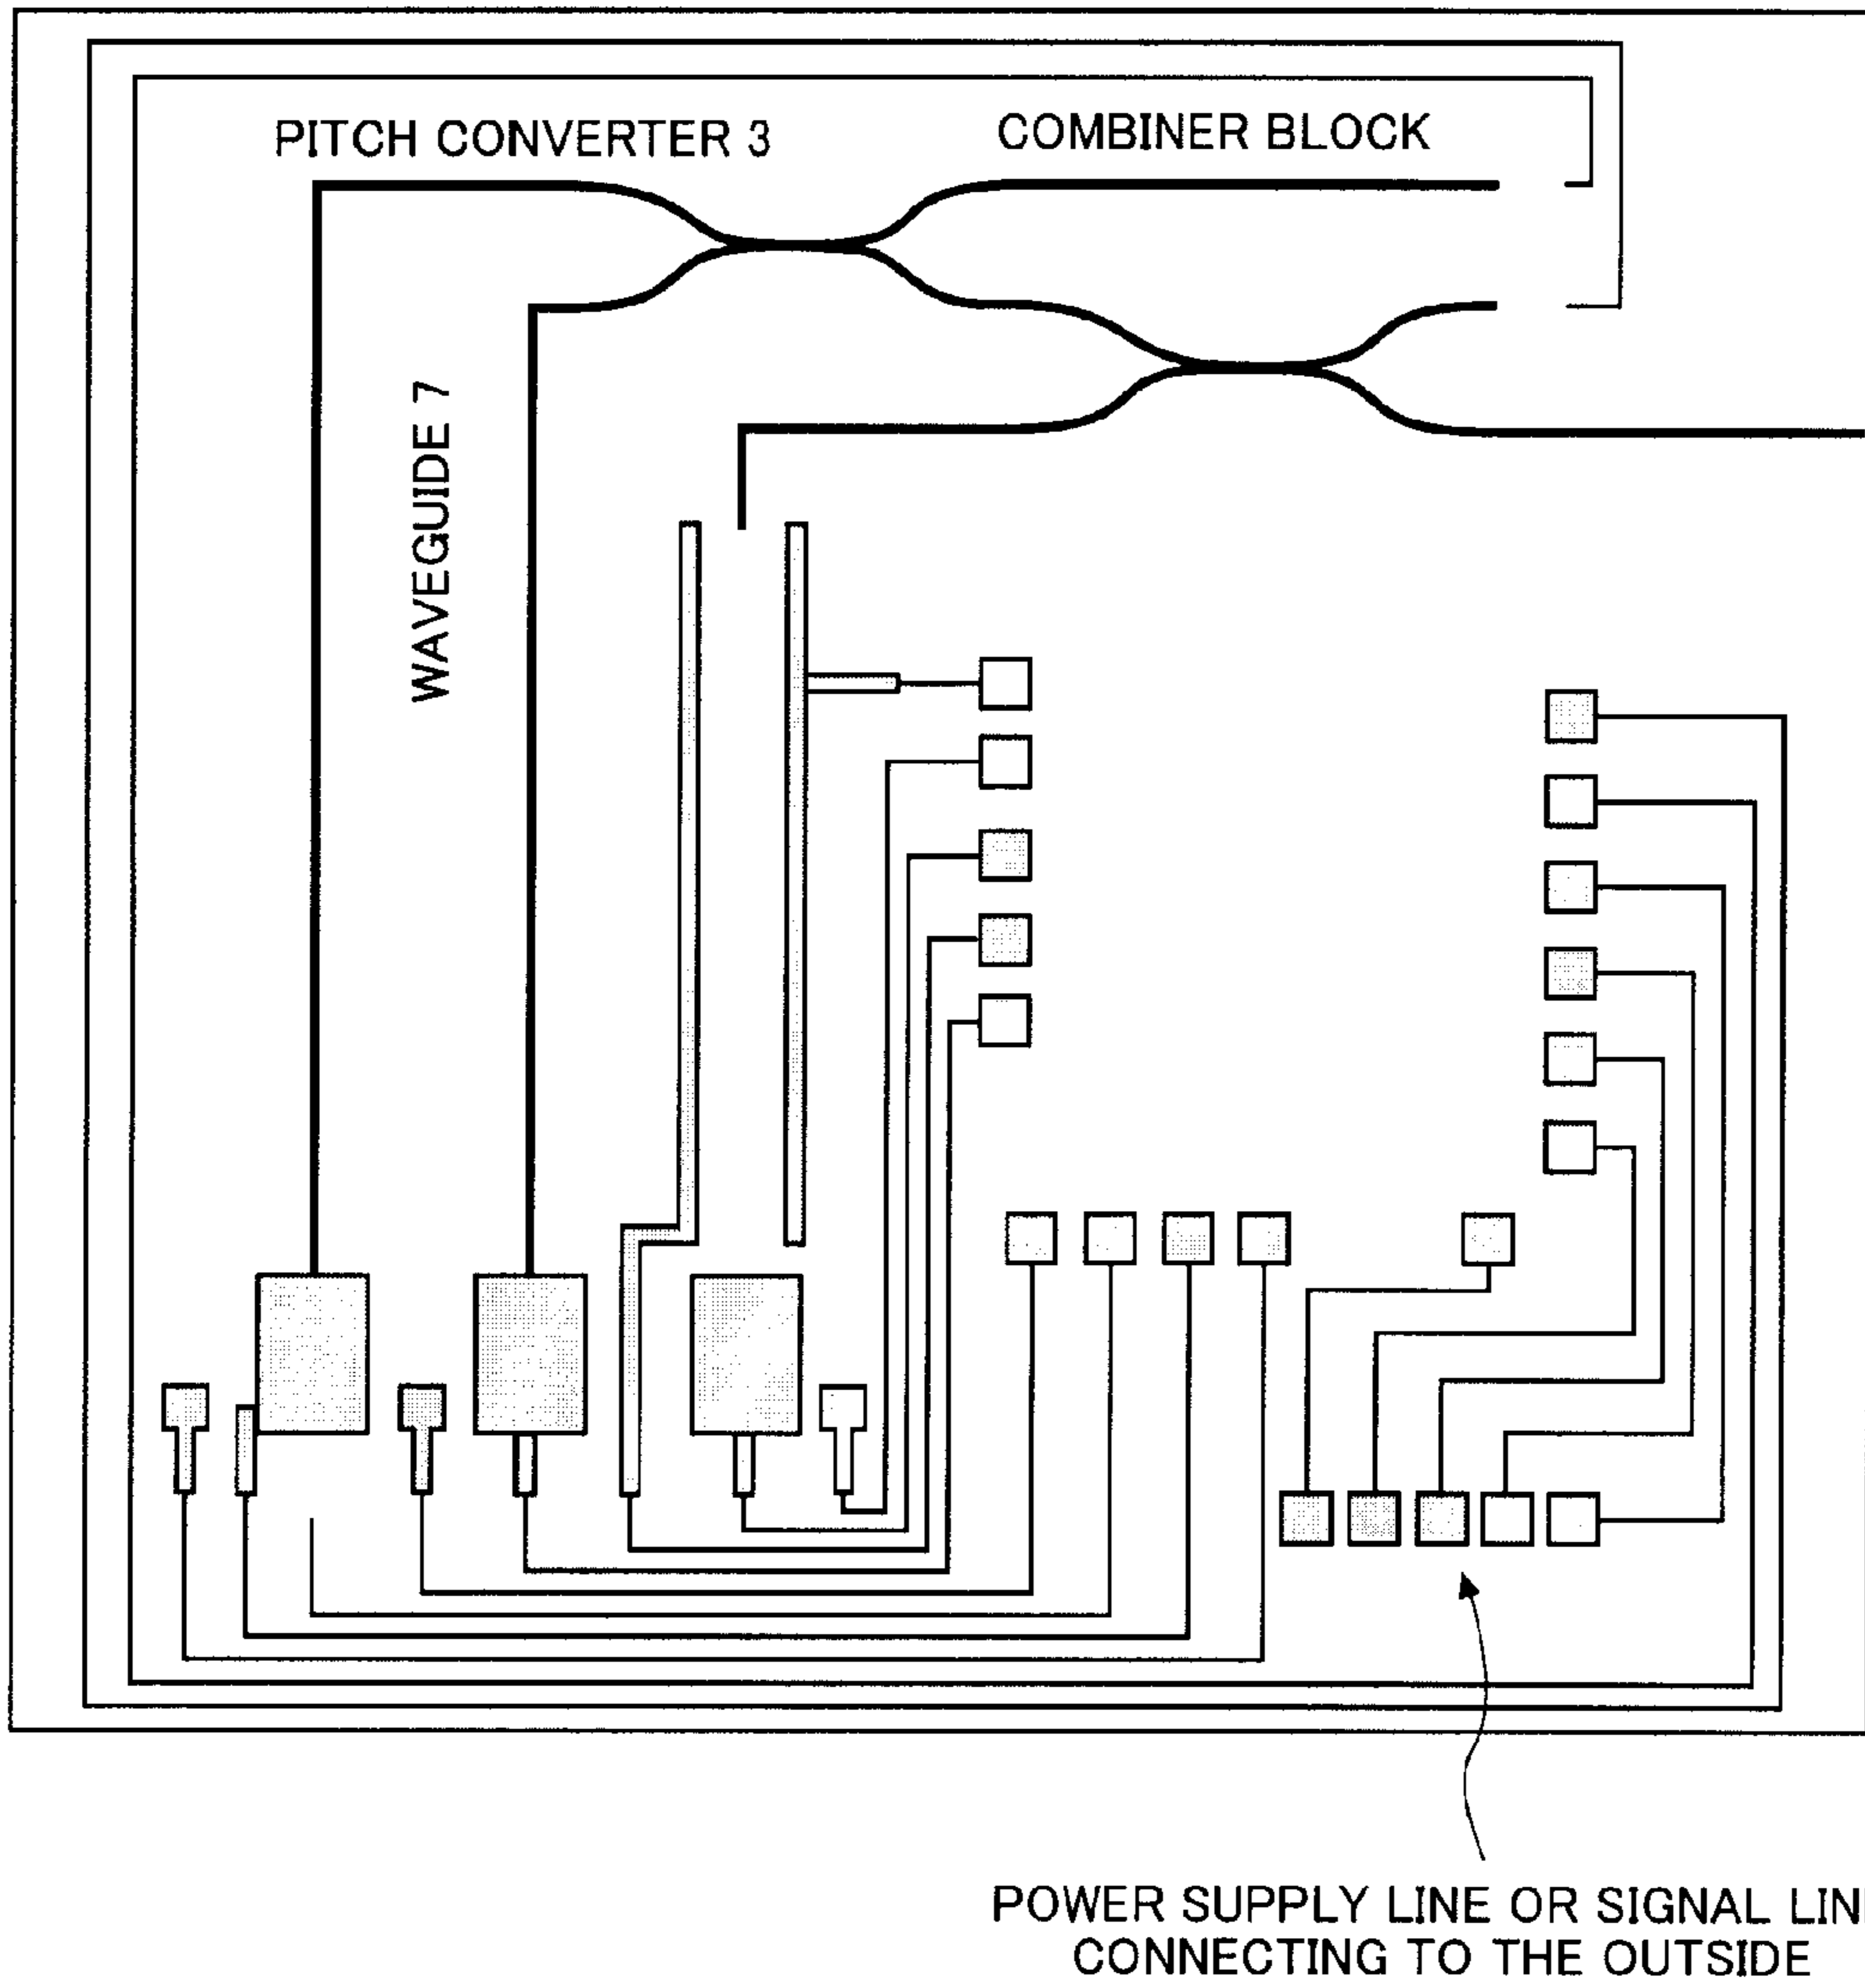 PITCH CONVERTER 3
COMBINER BLOCK
WAVEGUIDE 7
POWER SUPPLY LINE OR SIGNAL LIN
CONNECTING TO THE OUTSIDE